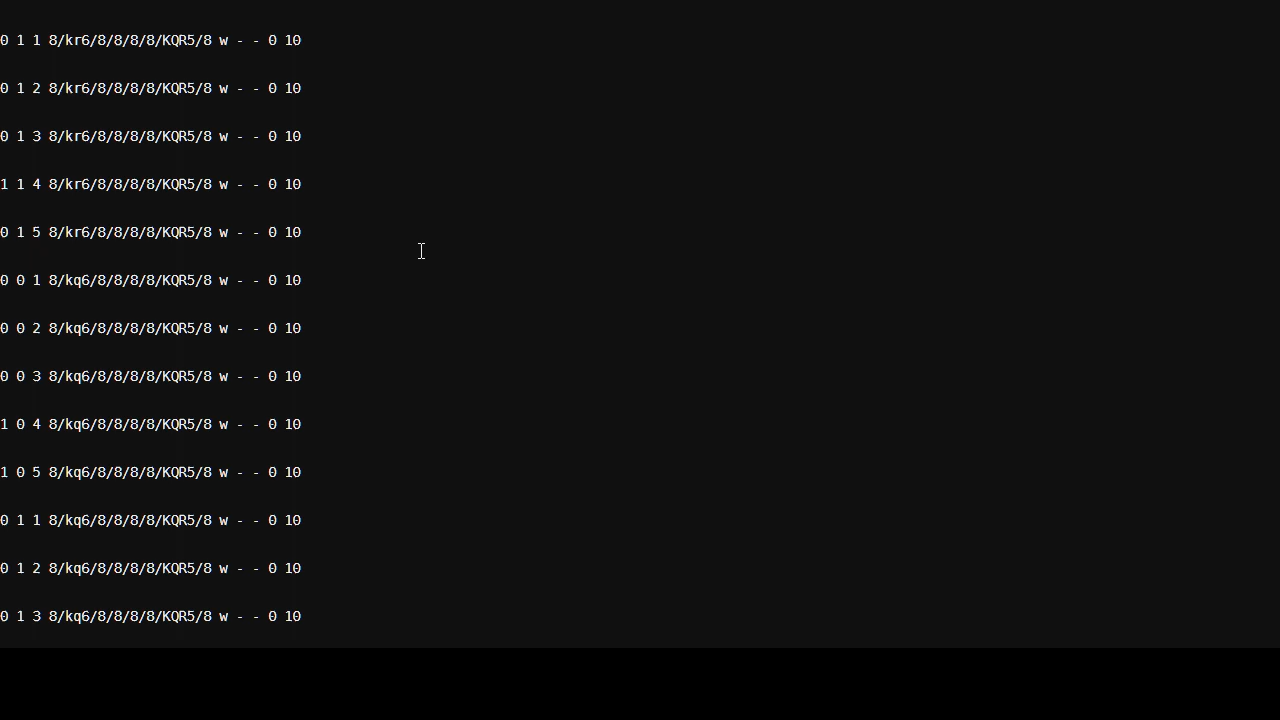 0 1 1 8/kr6/8/8/8/8/KQR5/8 w - - 0 10
0 1 2 8/kr6/8/8/8/8/KQR5/8 w - - 0 10
0 1 3 8/kr6/8/8/8/8/KQR5/8 w - - 0 10
1 1 4 8/kr6/8/8/8/8/KQR5/8 w - - 0 10
0 1 5 8/kr6/8/8/8/8/KQR5/8 w - - 0 10
0 0 1 8/kq6/8/8/8/8/KQR5/8 w - - 0 10
0 0 2 8/kq6/8/8/8/8/KQR5/8 w - - 0 10
0 0 3 8/kq6/8/8/8/8/KQR5/8 w - - 0 10
1 0 4 8/kq6/8/8/8/8/KQR5/8 w - - 0 10
1 0 5 8/kq6/8/8/8/8/KQR5/8 w - - 0 10
0 1 1 8/kq6/8/8/8/8/KQR5/8 w - - 0 10
0 1 2 8/kq6/8/8/8/8/KQR5/8 w - - 0 10
0 1 3 8/kq6/8/8/8/8/KQR5/8 w - - 0 10